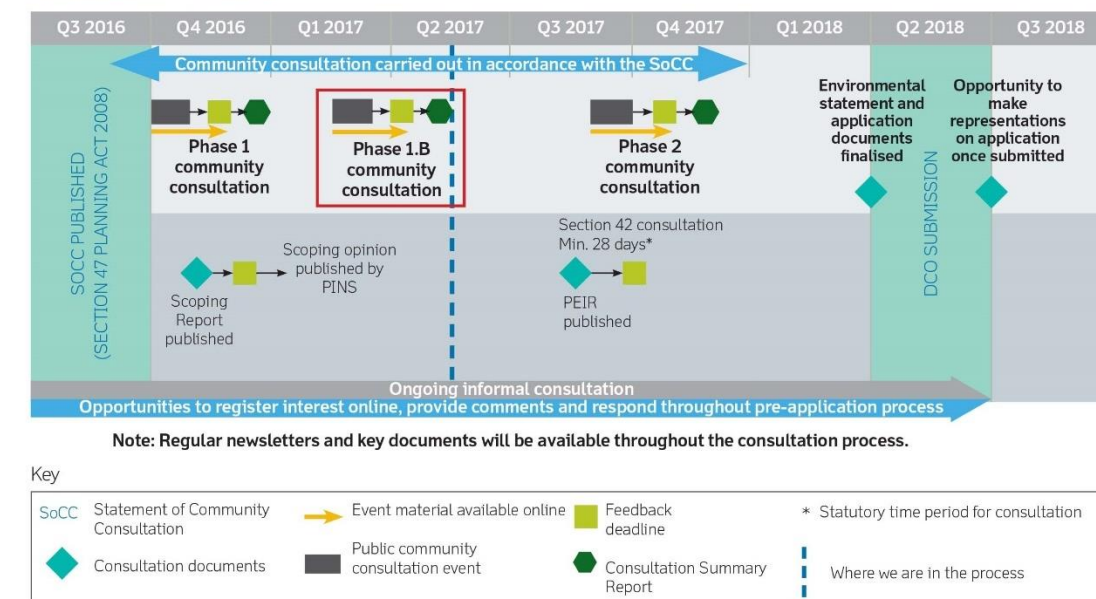 Q3 2016
Q4 2016
Q1 2017
Q2 2017
Q3 2017
Q4 2017
Q1 2018
Q2 2018
Q3 2018
Community consultation carried out in accordance with the SoCC
SOCC PUBLISHED
(SECTION 47 PLANNING ACT 2008)
Phase 1
community
consultation
Phase 1.B
community
consultation
Phase 2
community
consultation
Environmental
statement and
application
documents
finalised
Opportunity to
make
representations
on application
once submitted
DCO SUBMISSION
Scoping
Report
published
Scoping opinion
published by
PINS
Section 42 consultation
Min. 28 days*
PEIR
published
Ongoing informal consultation
Opportunities to register interest online, provide comments and respond throughout pre-application process
Note: Regular newsletters and key documents will be available throughout the consultation process.
Key
SoCC Statement of Community
Consultation
Consultation documents
Event material available online
Public community
consultation event
Feedback
deadline
Consultation Summary
Report
* Statutory time period for consultation
Where we are in the process